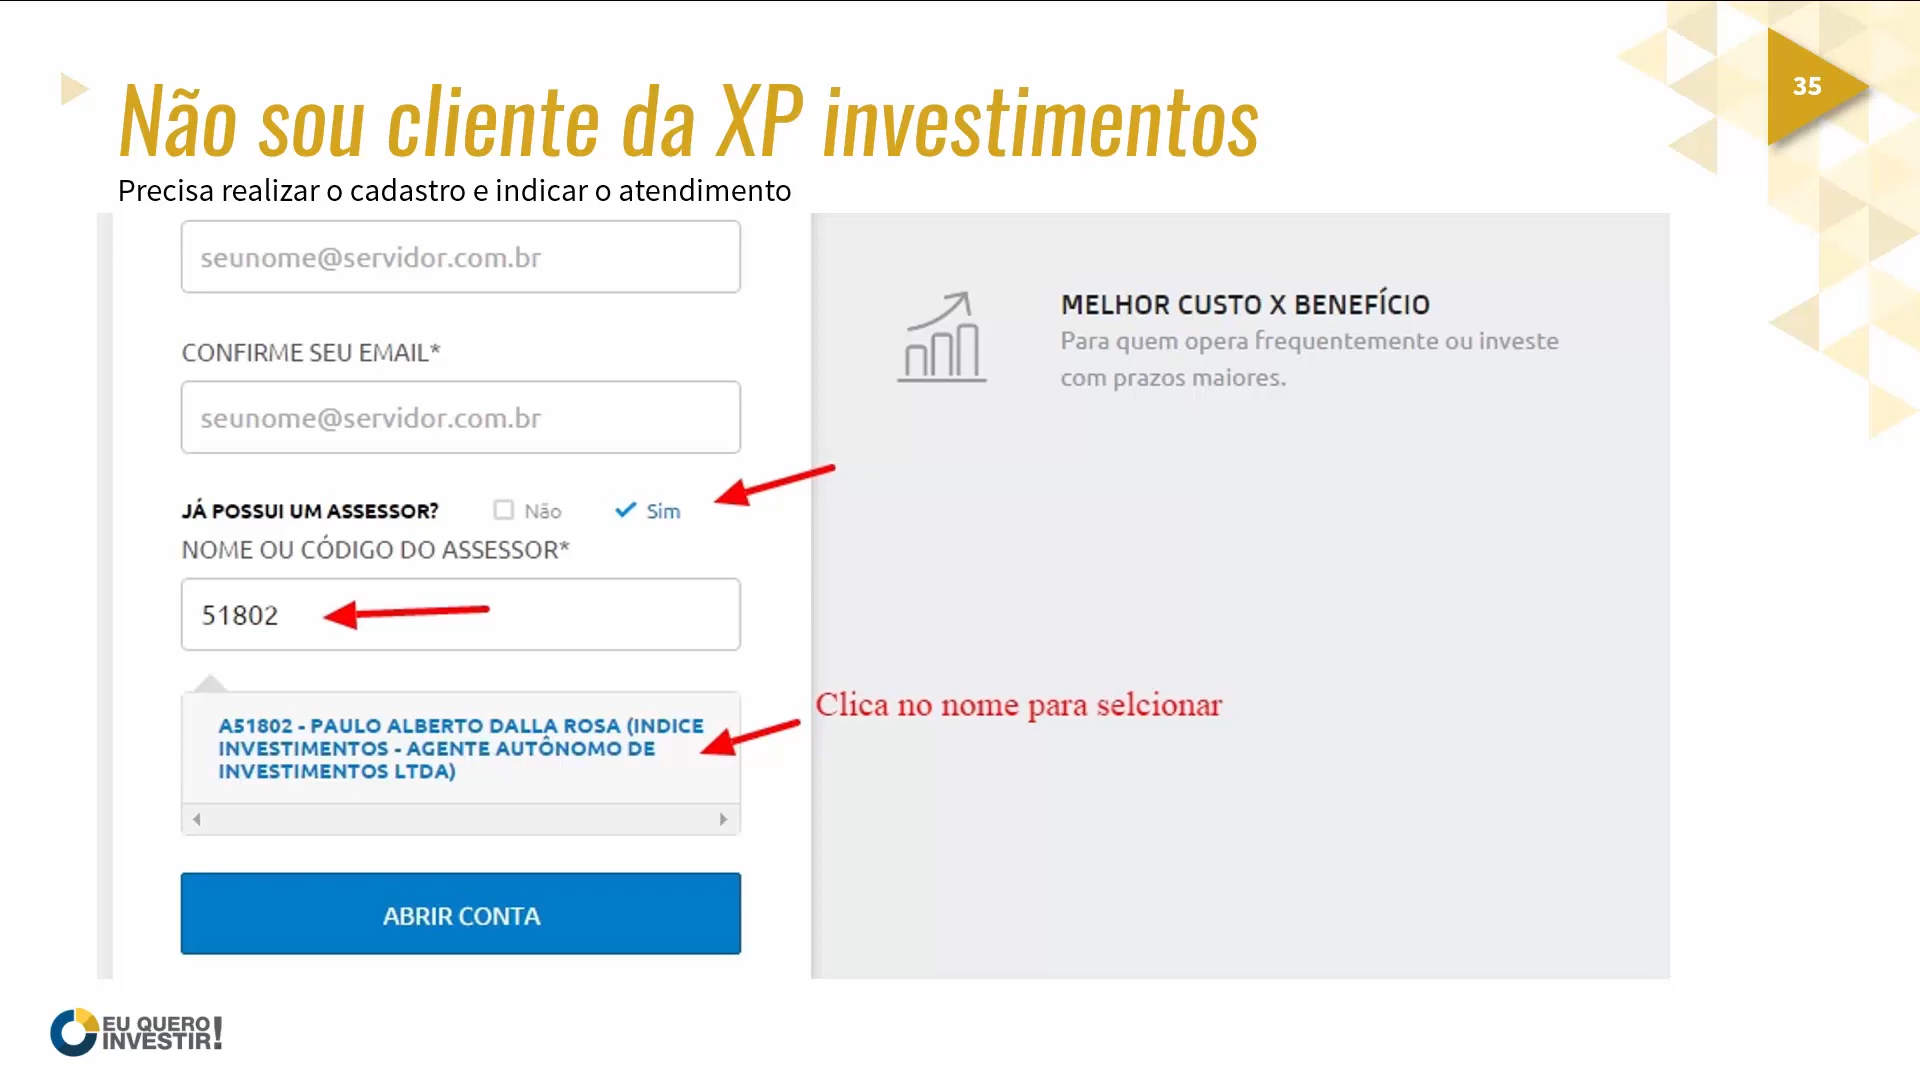 35
Não sou cliente da XP investimentos
Precisa realizar o cadastro e indicar o atendimento
seunome@servidor.com.br
CONFIRME SEU EMAIL*
seunome@servidor.com.br
JÁ POSSUI UM ASSESSOR? Não Sim
NOME OU CÓDIGO DO ASSESSOR*
51802
A51802 - PAULO ALBERTO DALLA ROSA (INDICE
INVESTIMENTOS - AGENTE AUTÔNOMO DE
INVESTIMENTOS LTDA)
ABRIR CONTA
MELHOR CUSTO X BENEFÍCIO
Para quem opera frequentemente ou investe
com prazos maiores.
Clica no nome para selcionar
EU QUERO
INVESTIR!